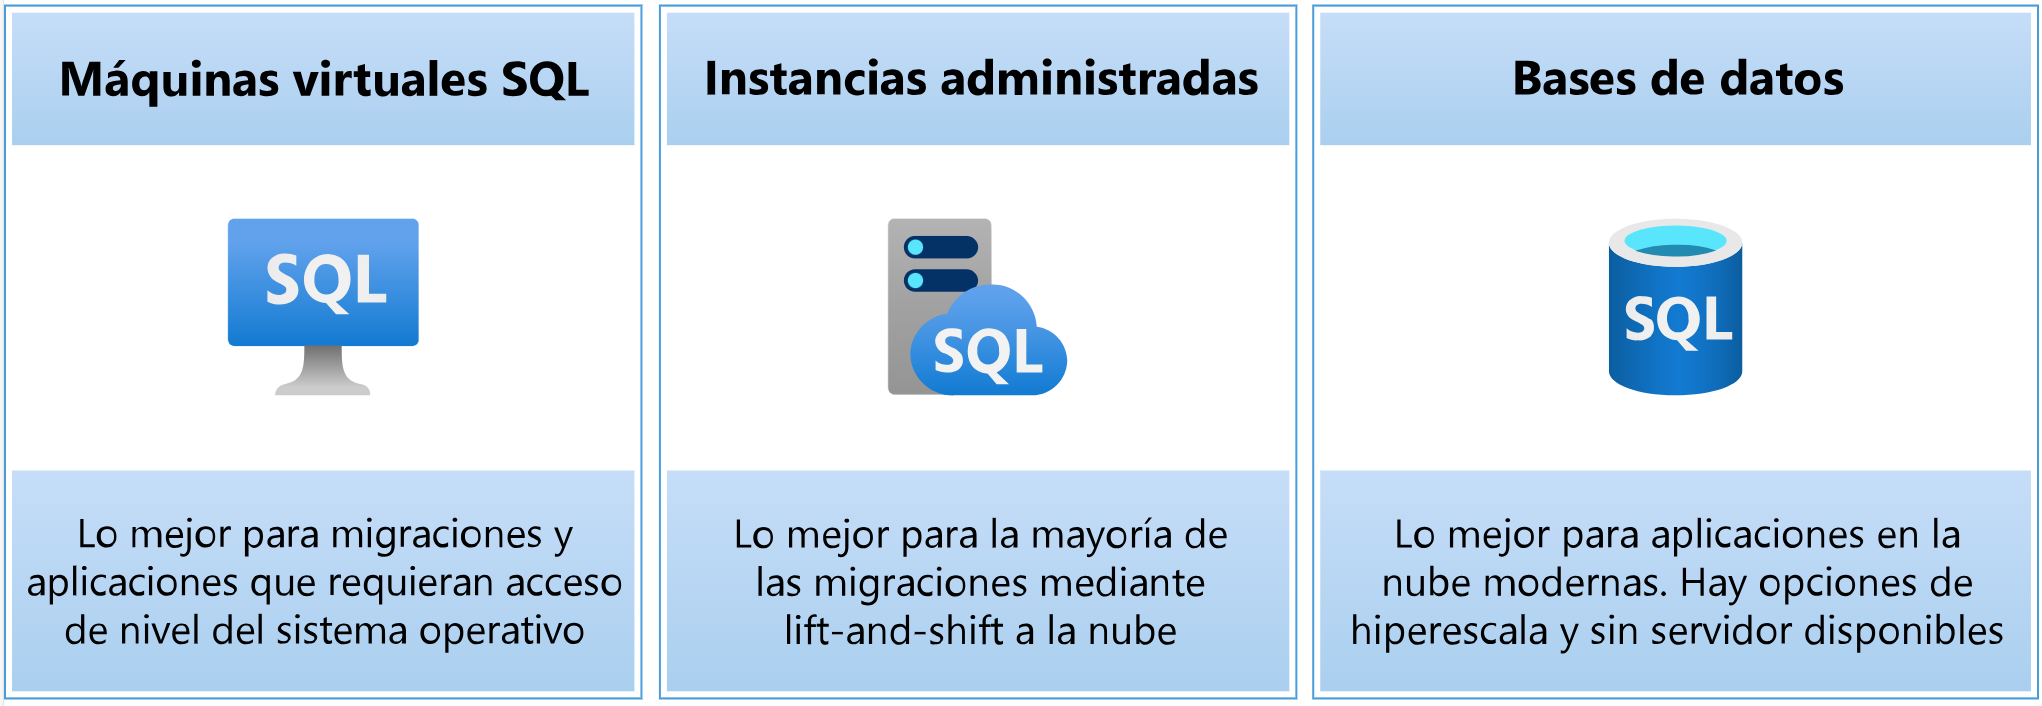 Máquinas virtuales SQL
SQL
Lo mejor para migraciones y
aplicaciones que requieran acceso
de nivel del sistema operativo
Instancias administradas
SQL
Lo mejor para la mayoría de
las migraciones mediante
lift-and-shift a la nube
Bases de datos
SQL
Lo mejor para aplicaciones en la
nube modernas. Hay opciones de
hiperescala y sin servidor disponibles